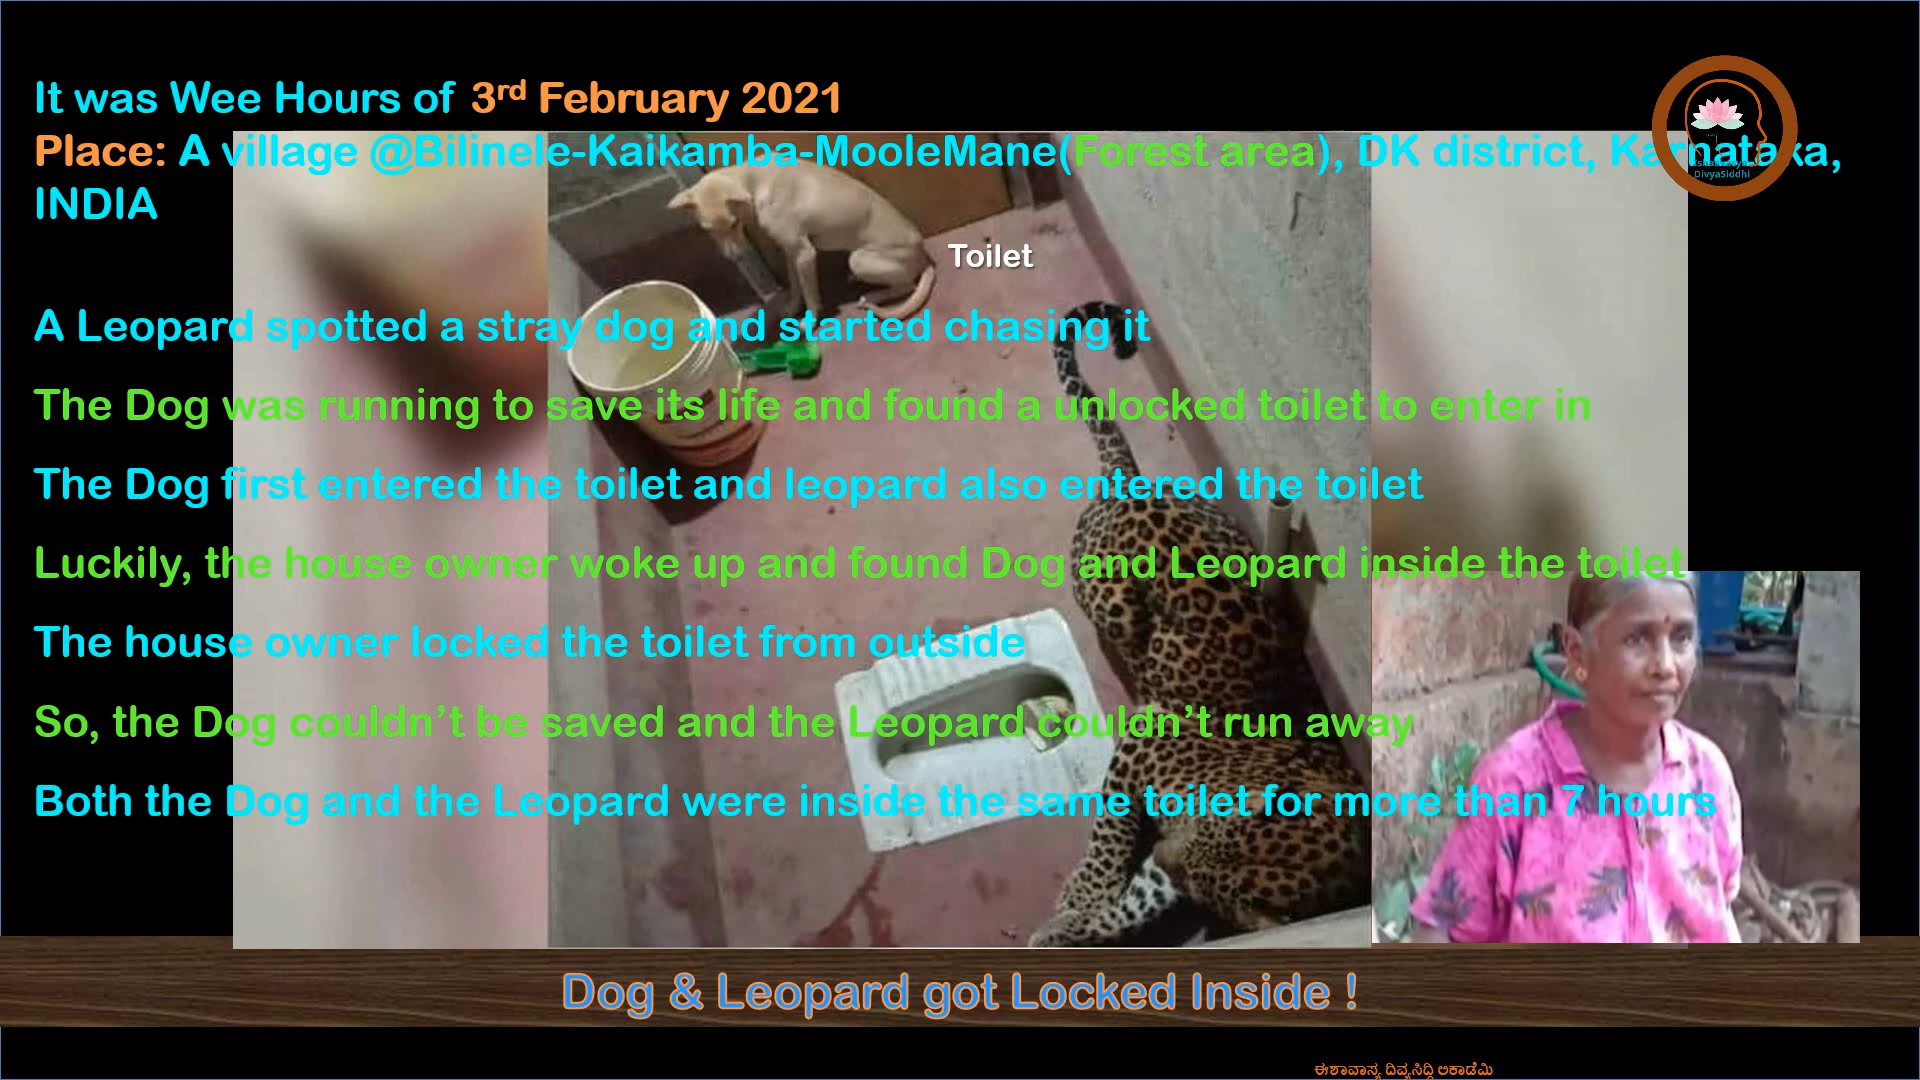 It was Wee Hours of 3rd February 2021
Place: A village @Bilinele-Kaikamba-MooleMane(Forest area), DK district, Karnataka,
INDIA
DivyaSiddhi
Toilet
A Leopard spotted a stray dog and started chasing it
The Dog was running to save its life and found a unlocked toilet to enter in
The Dog first entered the toilet and leopard also entered the toilet
Luckily, the house owner woke up and found Dog and Leopard inside the toilet
The house owner locked the toilet from outside
So, the Dog couldn’t be saved and the Leopard couldn’t run away
Both the Dog and the Leopard were inside the same toilet for more than 7 hours
Dog & Leopard got Locked Inside !
ಈಶಾವಾಸ್ಯ ದಿವ್ಯಸಿದ್ಧಿ ಅಕಾಡೆಮಿ